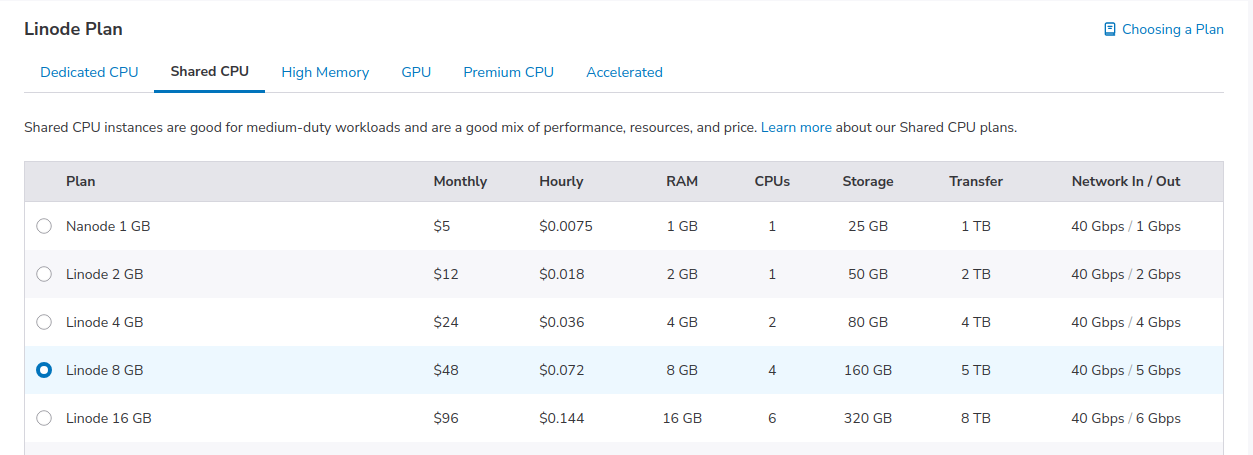 Linode Plan Choosing a Plan
Dedicated CPU Shared CPU High Memory GPU Premium CPU Accelerated
Shared CPU instances are good for medium-duty workloads and are a good mix of performance, resources, and price. Learn more about our Shared CPU plans.
Plan Monthly Hourly RAM CPUs Storage Transfer Network In / Out
Nanode 1 GB $5 $0.0075 1 GB 1 25 GB 1 TB 40 Gbps / 1 Gbps
Linode 2 GB $12 $0.018 2 GB 1 50 GB 2 TB 40 Gbps / 2 Gbps
Linode 4 GB $24 $0.036 4 GB 2 80 GB 4 TB 40 Gbps / 4 Gbps
Linode 8 GB $48 $0.072 8 GB 4 160 GB 5 TB 40 Gbps / 5 Gbps
Linode 16 GB $96 $0.144 16 GB 6 320 GB 8 TB 40 Gbps / 6 Gbps